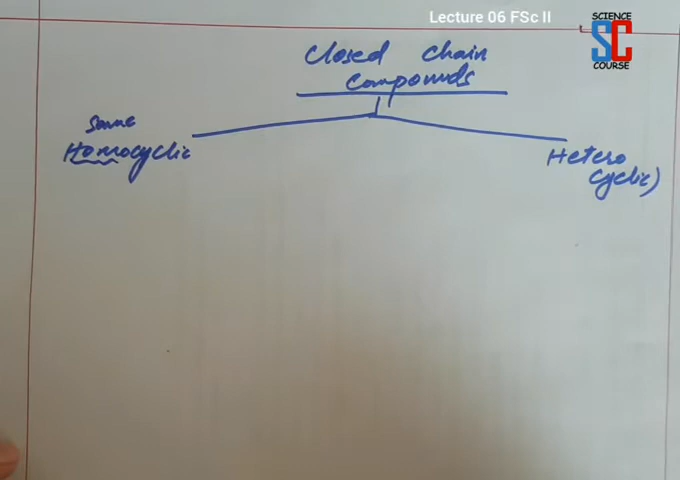 Lecture 06 FSc II
SCIENCE
SC
COURSE
Closed Chain
Compounds
Same
Homocyclic
Hetero
Cyclic)